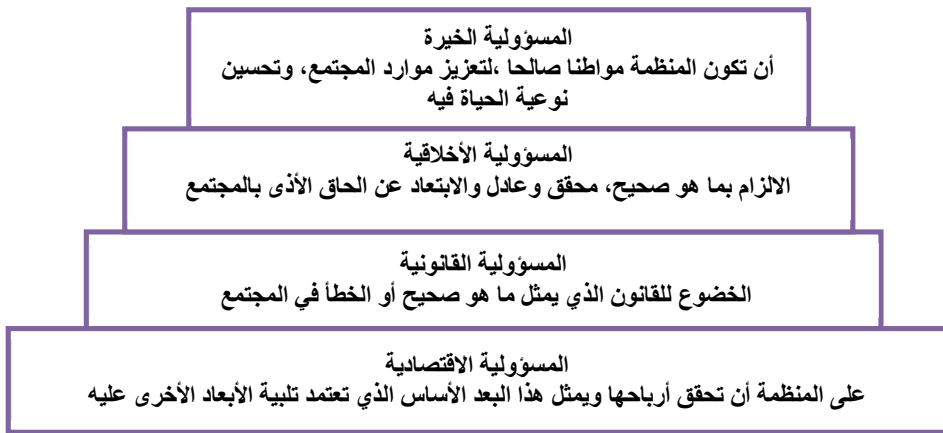 المسؤولية الخيرة
أن تكون المنظمة مواطنا صالحا ،لتعزيز موارد المجتمع، وتحسين
نوعية الحياة فيه
المسؤولية الأخلاقية
الالزام بما هو صحيح، محقق وعادل والابتعاد عن الحاق الأذى بالمجتمع
المسؤولية القانونية
الخضوع للقانون الذي يمثل ما هو صحيح أو الخطأ في المجتمع
المسؤولية الاقتصادية
على المنظمة أن تحقق أرباحها ويمثل هذا البعد الأساس الذي تعتمد تلبية الأبعاد الأخرى عليه